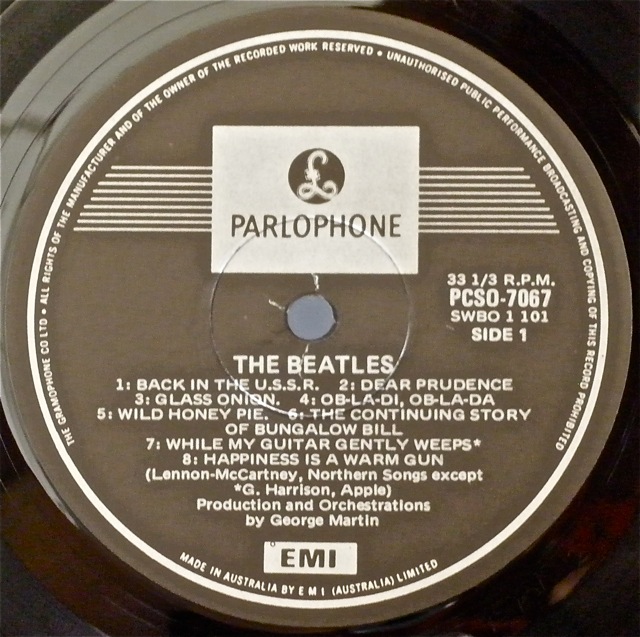 THE GRAMOPHONE CO LTD • ALL RIGHTS OF THE MANUFACTURER AND OF THE OWNER OF THE RECORDED WORK RESERVED • UNAUTHORISED PUBLIC PERFORMANCE BROADCASTING AND COPYING OF THIS RECORD PROHIBITED
£
PARLOPHONE
33 1/3 R.P.M.
PCSO-7067
SWBO 1 101
SIDE 1
THE BEATLES
1: BACK IN THE U.S.S.R. 2: DEAR PRUDENCE
3: GLASS ONION. 4: OB-LA-DI, OB-LA-DA
5: WILD HONEY PIE. 6: THE CONTINUING STORY
OF BUNGALOW BILL
7: WHILE MY GUITAR GENTLY WEEPS*
8: HAPPINESS IS A WARM GUN
(Lennon-McCartney, Northern Songs except
*G. Harrison, Apple)
Production and Orchestrations
by George Martin
EMI
MADE IN AUSTRALIA BY E M I (AUSTRALIA) LIMITED